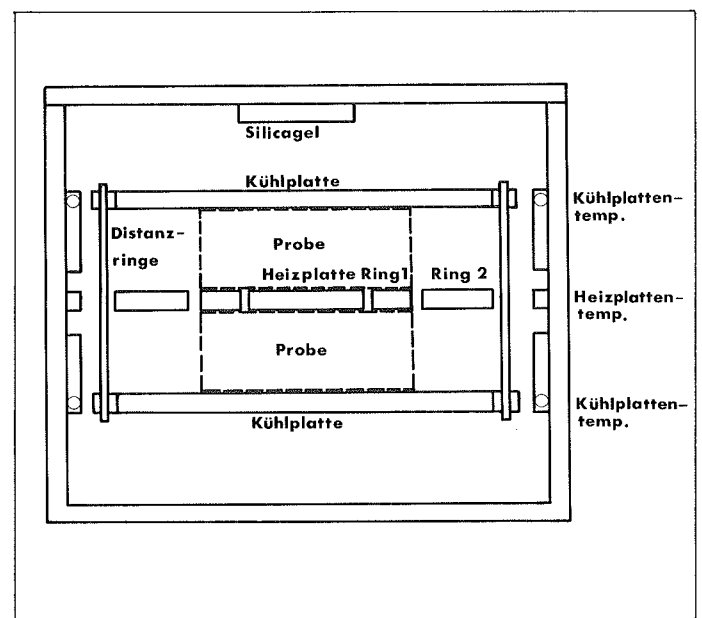 Silicagel
Kühlplatte
Kühlplatten-
temp.
Distanz-
ringe
Probe
Heizplatte Ring1 Ring 2
Heizplatten-
temp.
Probe
Kühlplatte
Kühlplatten-
temp.